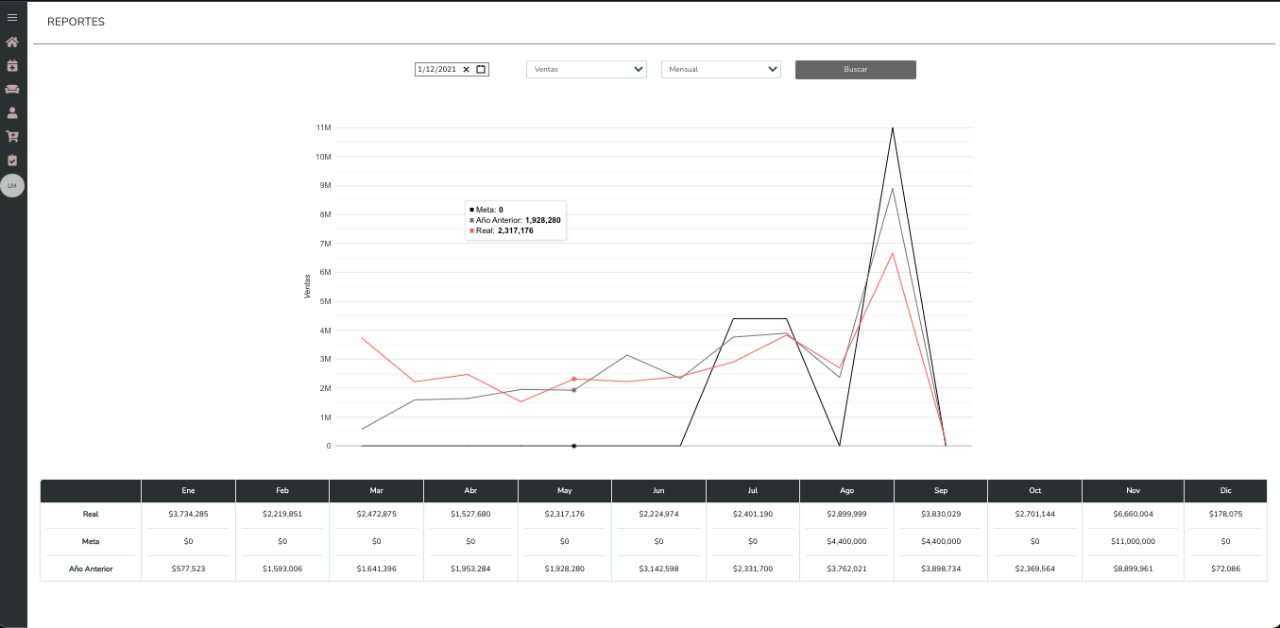 REPORTES
1/12/2021
Ventas
Mensual
Buscar
LM
11M
10M
9M
8M
7M
6M
5M
4M
3M
2M
1M
0
Ventas
Meta: 0
Año Anterior: 1,928,280
Real: 2,317,176
Ene Feb Mar Abr May Jun Jul Ago Sep Oct Nov Dic
Real $3,734,285 $2,219,851 $2,472,875 $1,527,680 $2,317,176 $2,224,974 $2,401,190 $2,899,999 $3,830,029 $2,701,144 $6,660,004 $178,075
Meta $0 $0 $0 $0 $0 $0 $0 $4,400,000 $4,400,000 $0 $11,000,000 $0
Año Anterior $577,523 $1,593,006 $1,641,396 $1,953,284 $1,928,280 $3,142,598 $2,331,700 $3,762,021 $3,898,734 $2,369,564 $8,899,961 $72,086